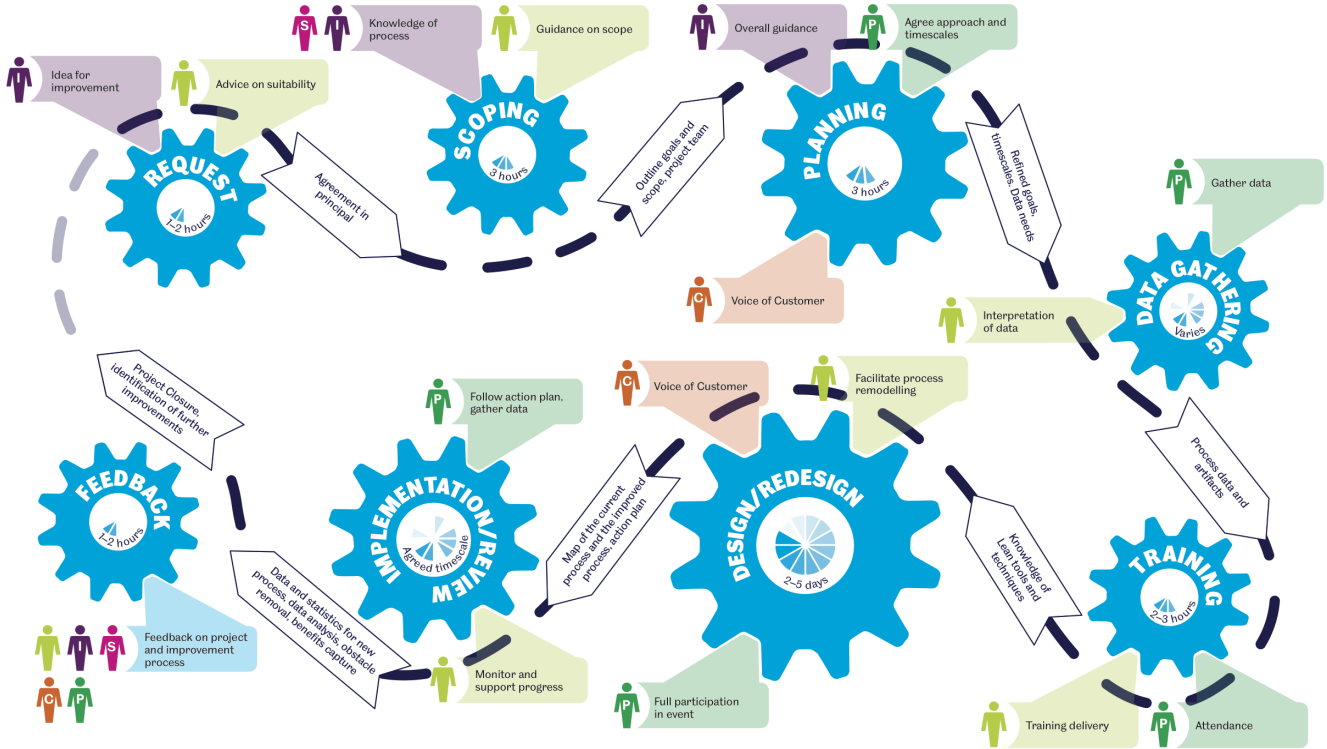 I
Idea for
improvement
Advice on suitability
REQUEST
1–2 hours
Agreement in
principal
S
I
Knowledge of
process
Guidance on scope
SCOPING
3 hours
Outline goals and
scope, project team
I
Overall guidance
P
Agree approach and
timescales
PLANNING
3 hours
C
Voice of Customer
Refined goals,
timescales. Data needs
P
Gather data
Interpretation
of data
DATA GATHERING
Varies
Process data and
artifacts
TRAINING
2–3 hours
Training delivery
P
Attendance
Knowledge of
Lean tools and
techniques
C
Voice of Customer
Facilitate process
remodelling
DESIGN/REDESIGN
2–5 days
P
Full participation
in event
Map of the current
process and the improved
process, action plan
P
Follow action plan,
gather data
IMPLEMENTATION/REVIEW
Agreed timescale
Monitor and
support progress
Data and statistics for new
process, data analysis, obstacle
removal, benefits capture
FEEDBACK
1–2 hours
I
S
C
P
Feedback on project
and improvement
process
Project Closure,
identification of further
improvements